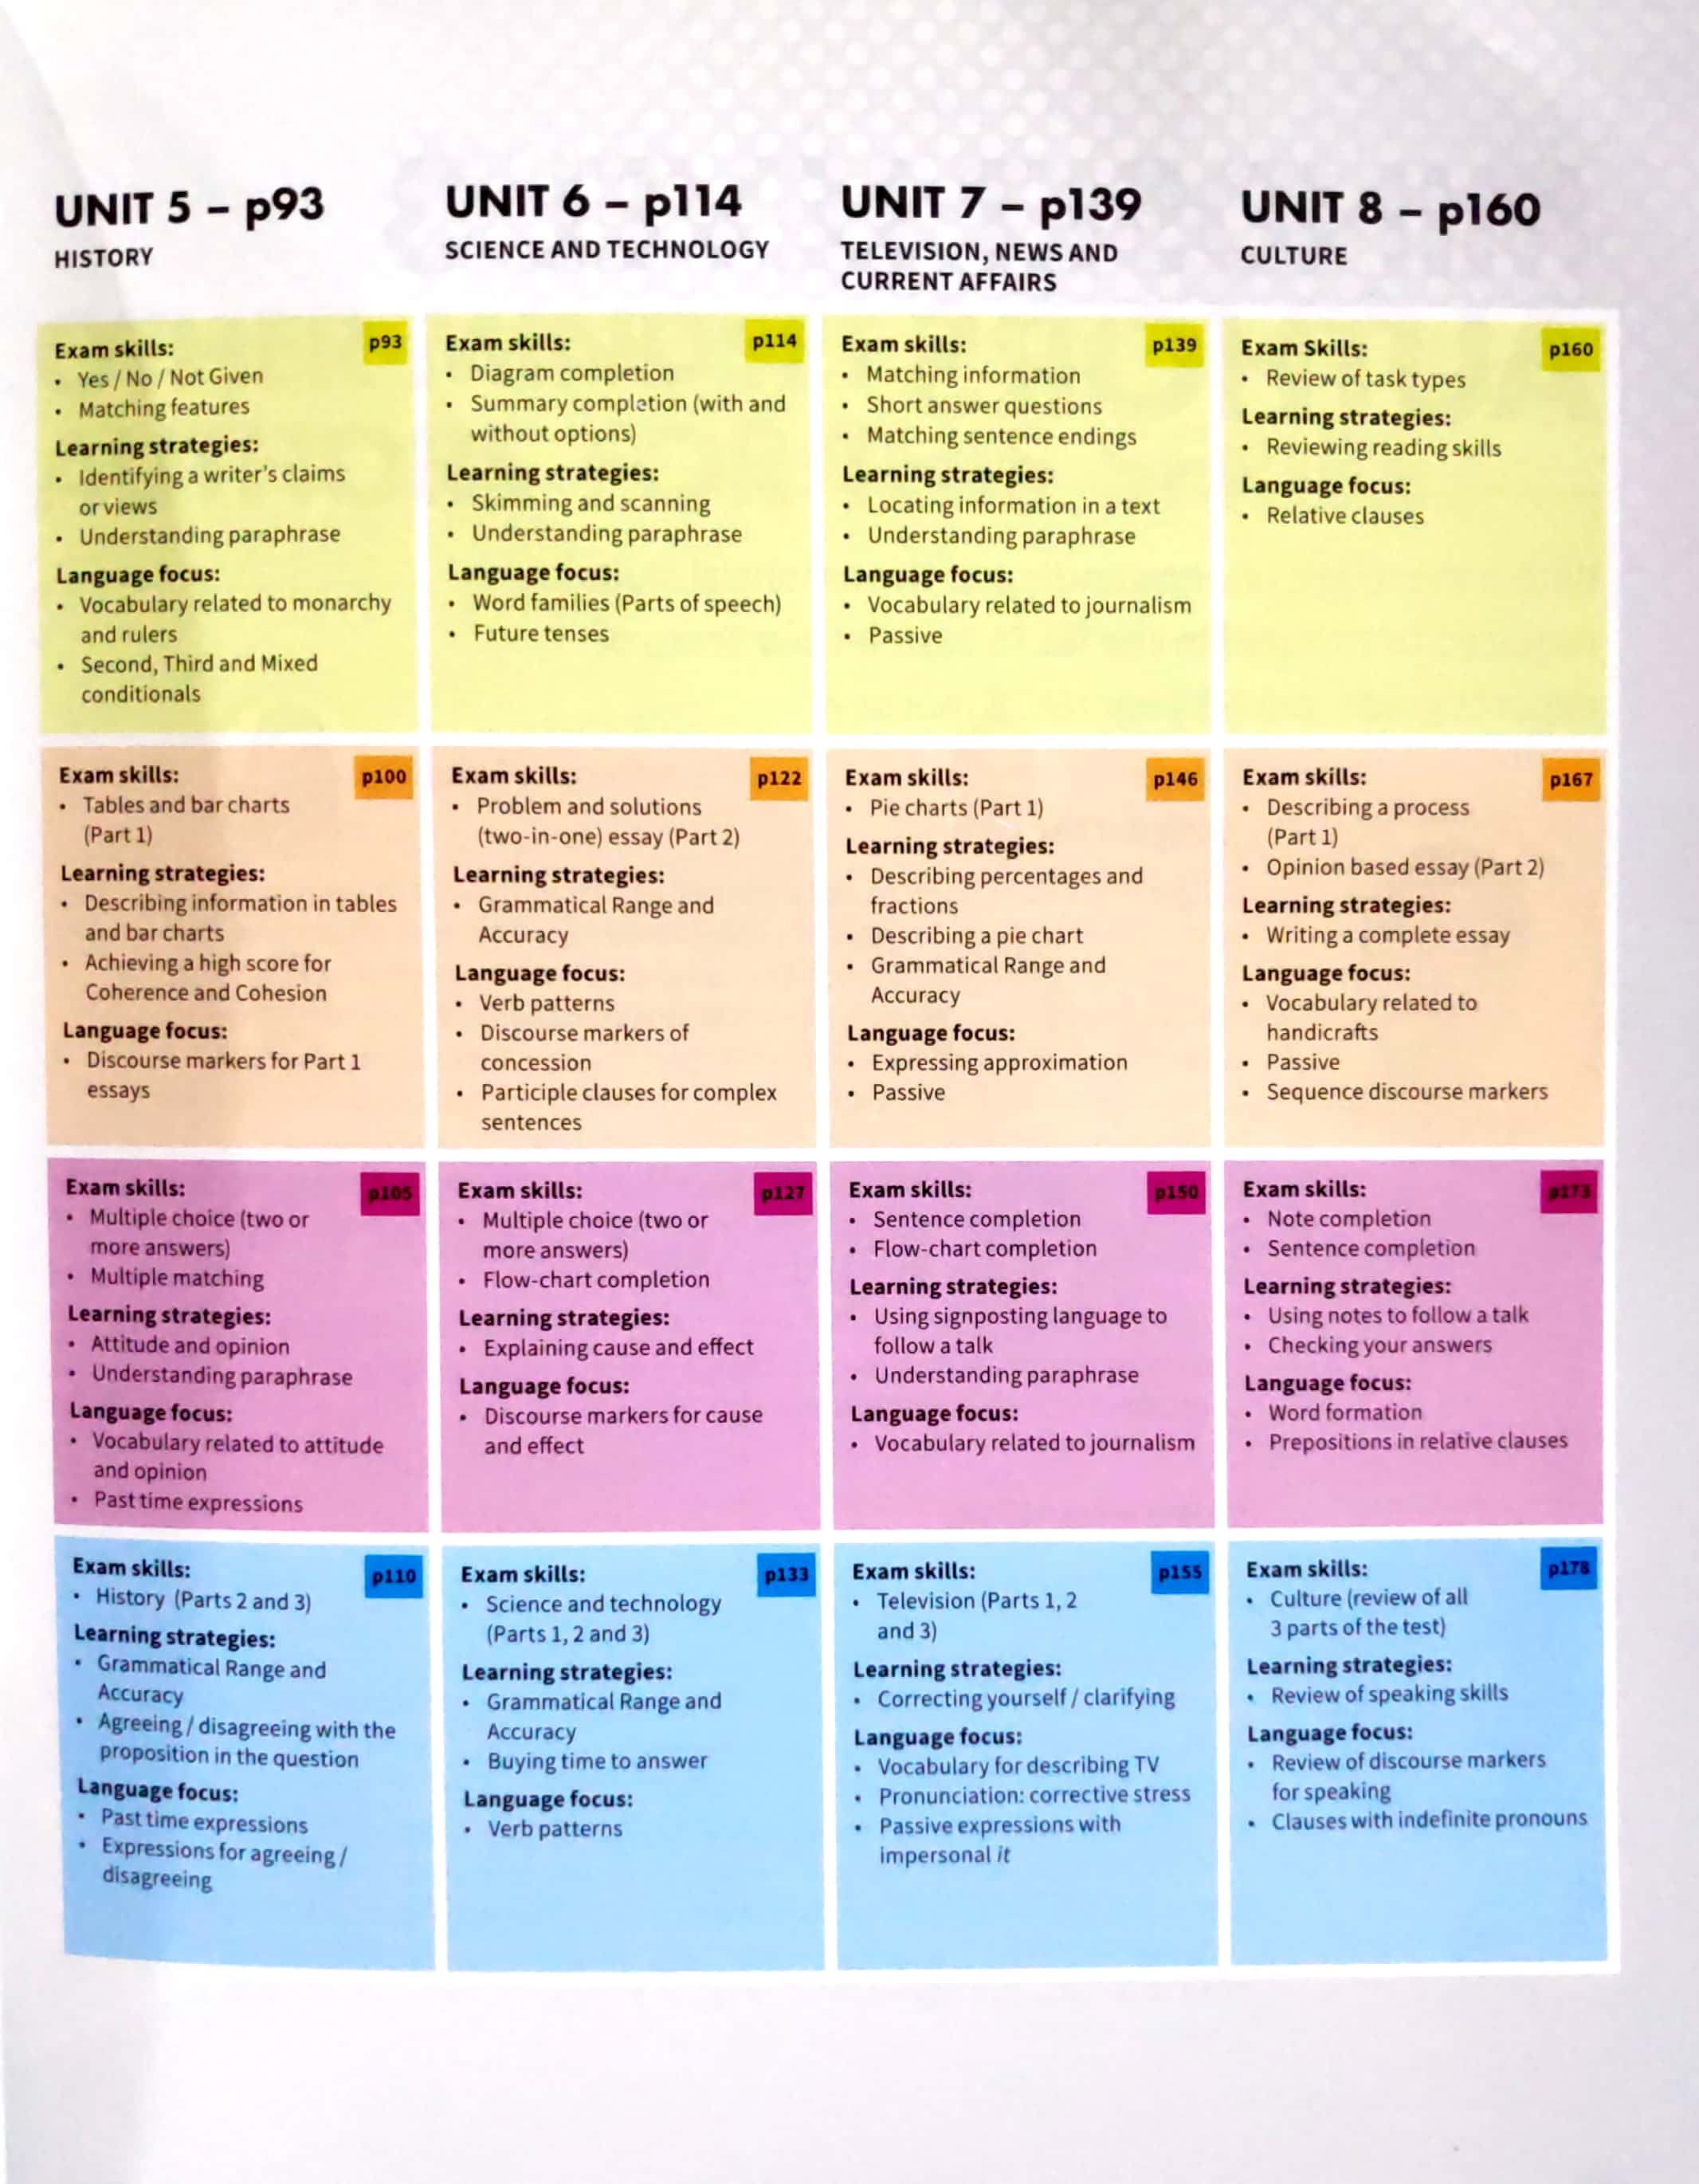 UNIT 5 – p93
HISTORY
UNIT 6 – p114
SCIENCE AND TECHNOLOGY
UNIT 7 – p139
TELEVISION, NEWS AND
CURRENT AFFAIRS
UNIT 8 – p160
CULTURE
Exam skills:
p93
• Yes / No / Not Given
• Matching features
Learning strategies:
• Identifying a writer's claims
or views
• Understanding paraphrase
Language focus:
• Vocabulary related to monarchy
and rulers
• Second, Third and Mixed
conditionals
Exam skills:
p114
• Diagram completion
• Summary completion (with and
without options)
Learning strategies:
• Skimming and scanning
• Understanding paraphrase
Language focus:
• Word families (Parts of speech)
• Future tenses
Exam skills:
p139
• Matching information
• Short answer questions
• Matching sentence endings
Learning strategies:
• Locating information in a text
• Understanding paraphrase
Language focus:
• Vocabulary related to journalism
• Passive
Exam Skills:
p160
• Review of task types
Learning strategies:
• Reviewing reading skills
Language focus:
• Relative clauses
Exam skills:
p100
• Tables and bar charts
(Part 1)
Learning strategies:
• Describing information in tables
and bar charts
• Achieving a high score for
Coherence and Cohesion
Language focus:
• Discourse markers for Part 1
essays
Exam skills:
p122
• Problem and solutions
(two-in-one) essay (Part 2)
Learning strategies:
• Grammatical Range and
Accuracy
Language focus:
• Verb patterns
• Discourse markers of
concession
• Participle clauses for complex
sentences
Exam skills:
p146
• Pie charts (Part 1)
Learning strategies:
• Describing percentages and
fractions
• Describing a pie chart
• Grammatical Range and
Accuracy
Language focus:
• Expressing approximation
• Passive
Exam skills:
p167
• Describing a process
(Part 1)
• Opinion based essay (Part 2)
Learning strategies:
• Writing a complete essay
Language focus:
• Vocabulary related to
handicrafts
• Passive
• Sequence discourse markers
Exam skills:
p105
• Multiple choice (two or
more answers)
• Multiple matching
Learning strategies:
• Attitude and opinion
• Understanding paraphrase
Language focus:
• Vocabulary related to attitude
and opinion
• Past time expressions
Exam skills:
p127
• Multiple choice (two or
more answers)
• Flow-chart completion
Learning strategies:
• Explaining cause and effect
Language focus:
• Discourse markers for cause
and effect
Exam skills:
p150
• Sentence completion
• Flow-chart completion
Learning strategies:
• Using signposting language to
follow a talk
• Understanding paraphrase
Language focus:
• Vocabulary related to journalism
Exam skills:
p173
• Note completion
• Sentence completion
Learning strategies:
• Using notes to follow a talk
• Checking your answers
Language focus:
• Word formation
• Prepositions in relative clauses
Exam skills:
p110
• History (Parts 2 and 3)
Learning strategies:
• Grammatical Range and
Accuracy
• Agreeing / disagreeing with the
proposition in the question
Language focus:
• Past time expressions
• Expressions for agreeing /
disagreeing
Exam skills:
p133
• Science and technology
(Parts 1, 2 and 3)
Learning strategies:
• Grammatical Range and
Accuracy
• Buying time to answer
Language focus:
• Verb patterns
Exam skills:
p155
• Television (Parts 1, 2
and 3)
Learning strategies:
• Correcting yourself / clarifying
Language focus:
• Vocabulary for describing TV
• Pronunciation: corrective stress
• Passive expressions with
impersonal it
Exam skills:
p178
• Culture (review of all
3 parts of the test)
Learning strategies:
• Review of speaking skills
Language focus:
• Review of discourse markers
for speaking
• Clauses with indefinite pronouns